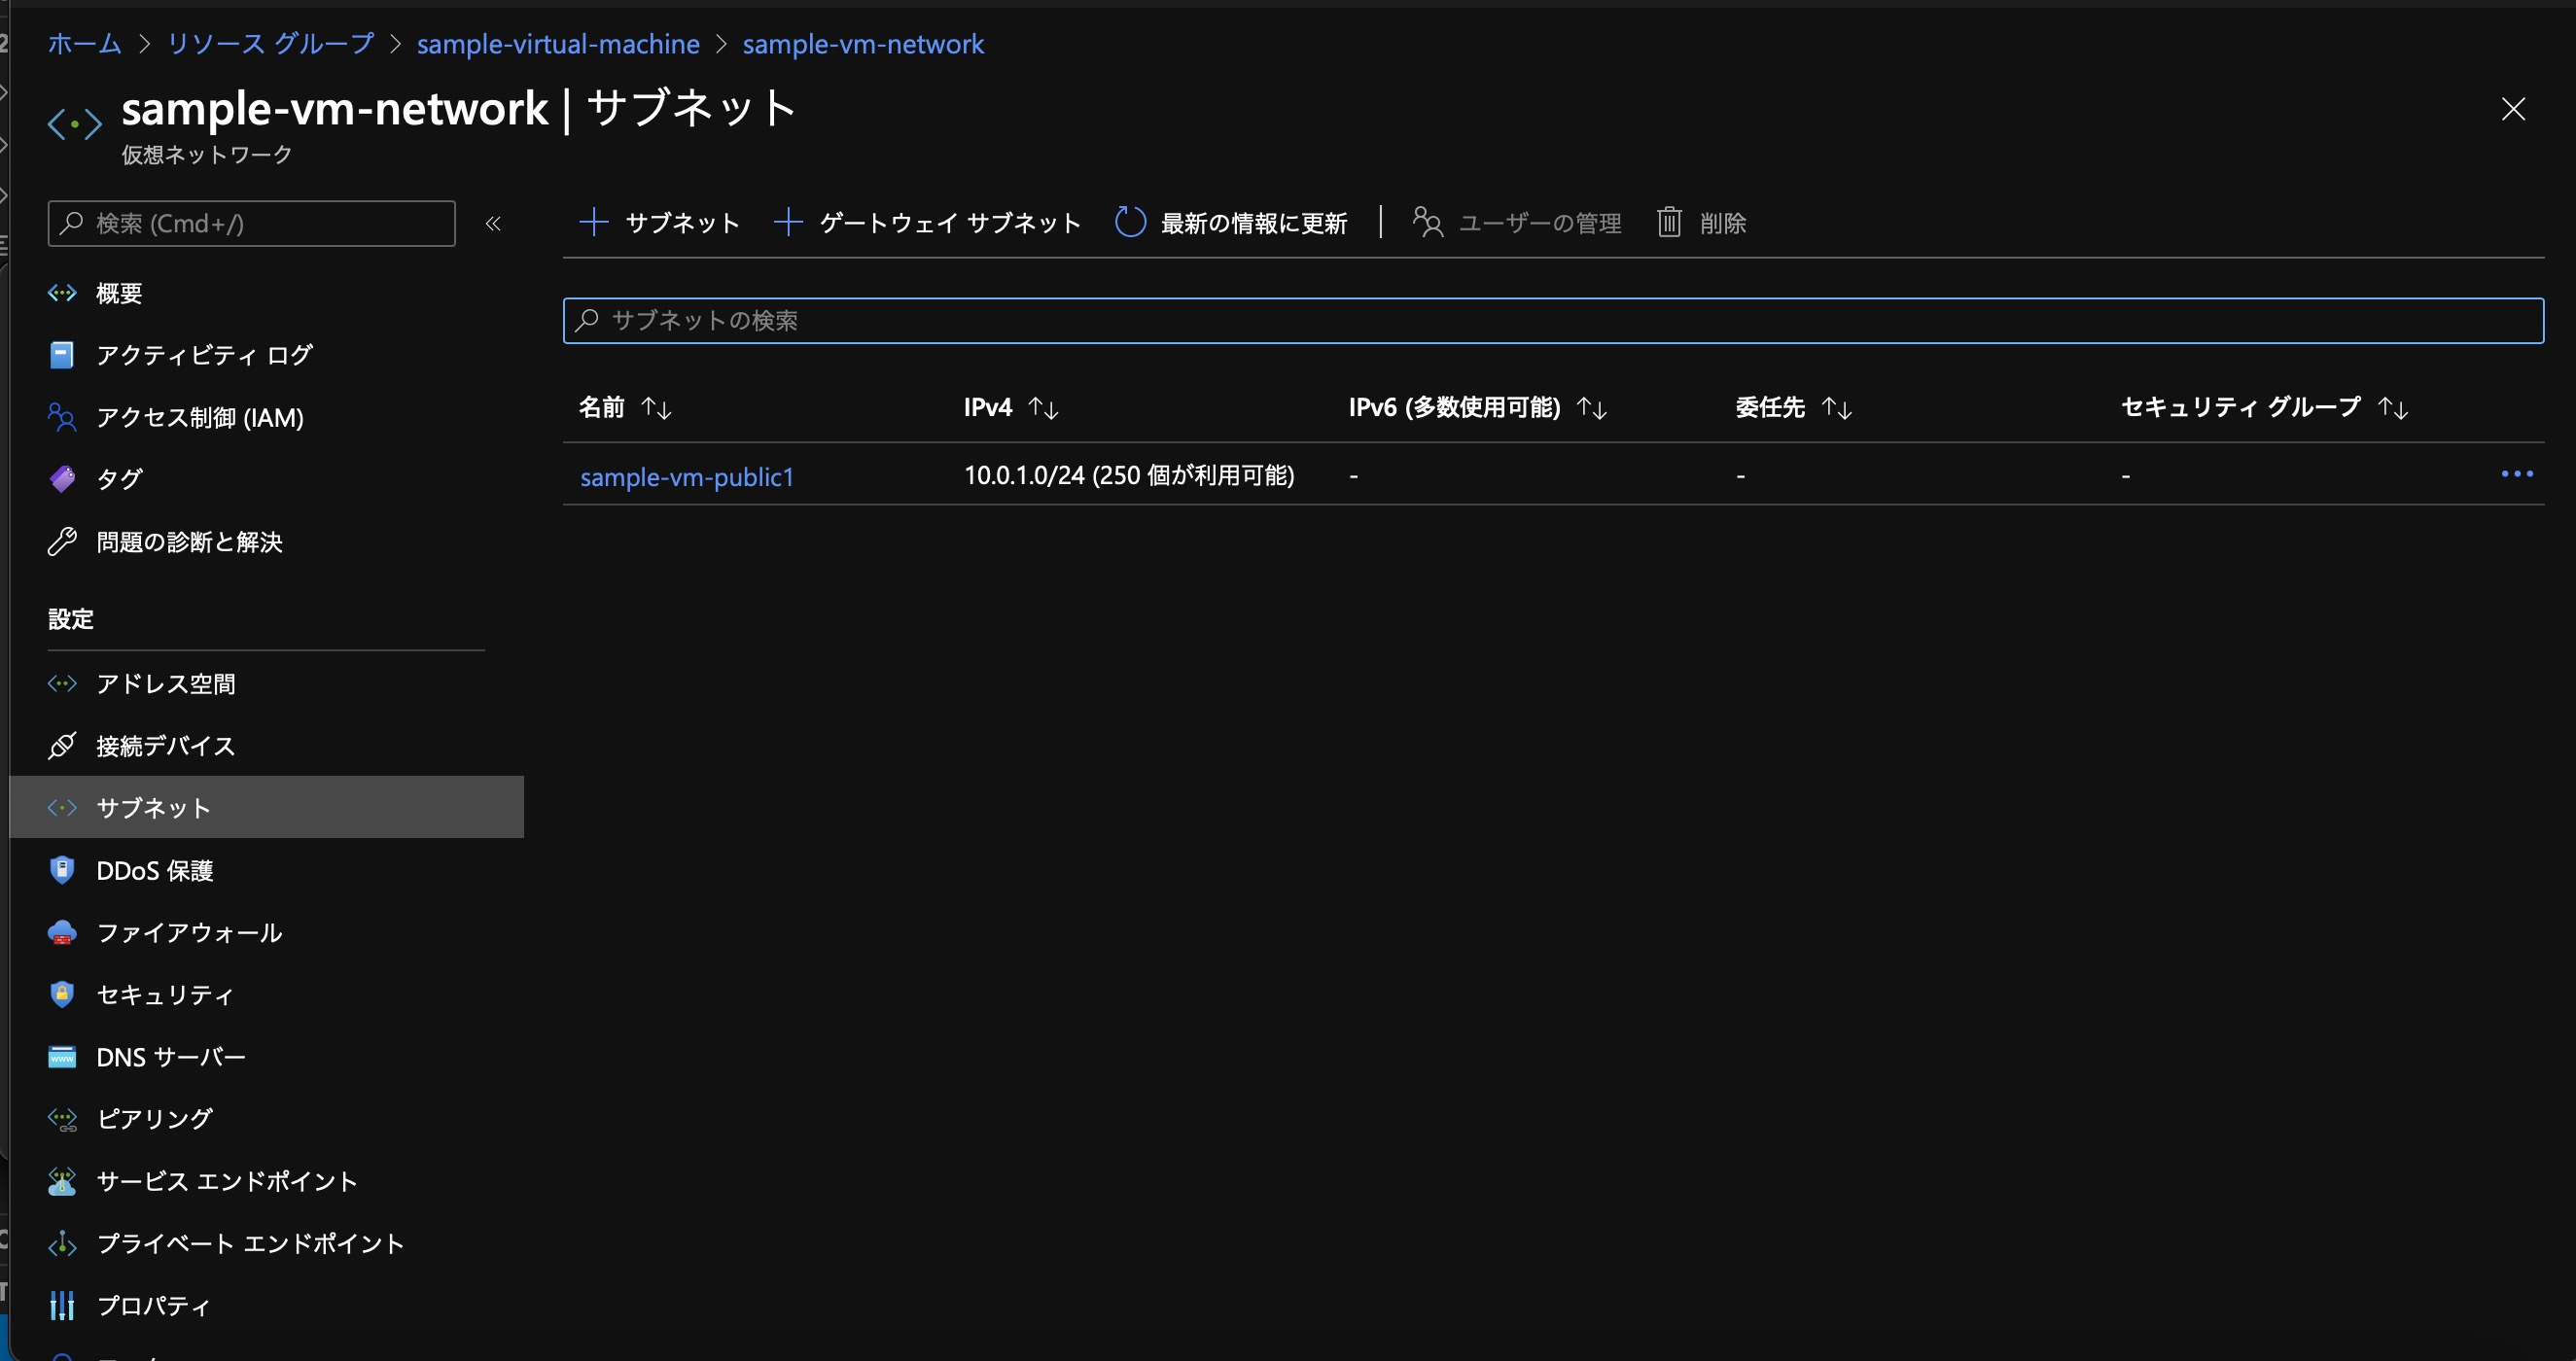 ホーム > リソース グループ > sample-virtual-machine > sample-vm-network
sample-vm-network | サブネット
仮想ネットワーク
検索 (Cmd+/)
«
サブネット
ゲートウェイ サブネット
最新の情報に更新
ユーザーの管理
削除
概要
アクティビティ ログ
アクセス制御 (IAM)
タグ
問題の診断と解決
設定
アドレス空間
接続デバイス
サブネット
DDoS 保護
ファイアウォール
セキュリティ
DNS サーバー
ピアリング
サービス エンドポイント
プライベート エンドポイント
プロパティ
サブネットの検索
名前 ↑↓ IPv4 ↑↓ IPv6 (多数使用可能) ↑↓ 委任先 ↑↓ セキュリティ グループ ↑↓
sample-vm-public1 10.0.1.0/24 (250 個が利用可能) - - - •••